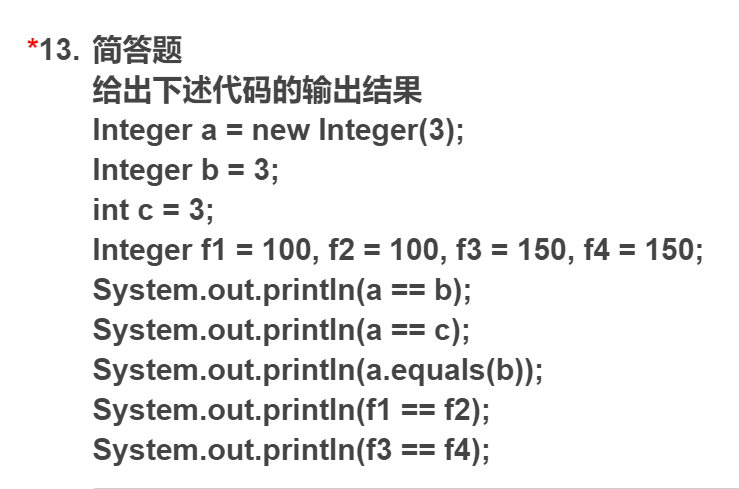 *13. 简答题
给出下述代码的输出结果
Integer a = new Integer(3);
Integer b = 3;
int c = 3;
Integer f1 = 100, f2 = 100, f3 = 150, f4 = 150;
System.out.println(a == b);
System.out.println(a == c);
System.out.println(a.equals(b));
System.out.println(f1 == f2);
System.out.println(f3 == f4);